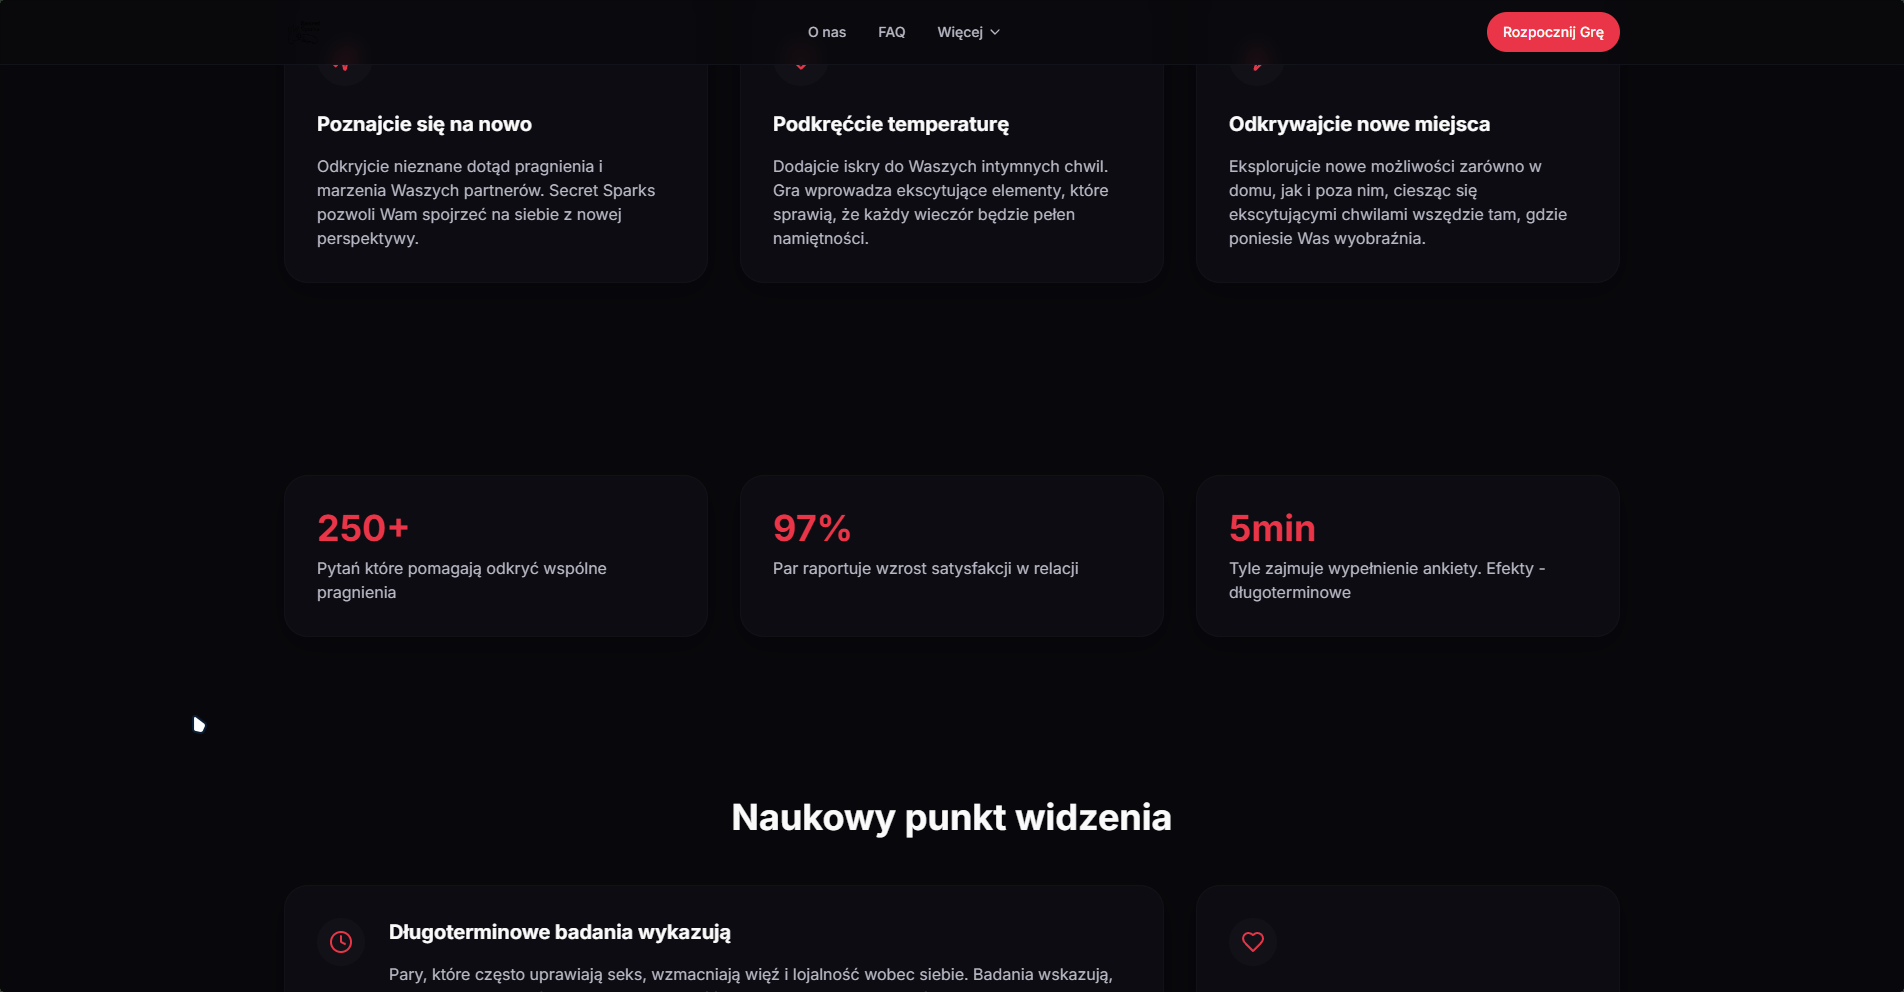 O nas
FAQ
Więcej
Rozpocznij Grę
Poznajcie się na nowo
Odkryjcie nieznane dotąd pragnienia i
marzenia Waszych partnerów. Secret Sparks
pozwoli Wam spojrzeć na siebie z nowej
perspektywy.
Podkręćcie temperaturę
Dodajcie iskry do Waszych intymnych chwil.
Gra wprowadza ekscytujące elementy, które
sprawią, że każdy wieczór będzie pełen
namiętności.
Odkrywajcie nowe miejsca
Eksplorujcie nowe możliwości zarówno w
domu, jak i poza nim, ciesząc się
ekscytującymi chwilami wszędzie tam, gdzie
poniesie Was wyobraźnia.
250+
Pytań które pomagają odkryć wspólne
pragnienia
97%
Par raportuje wzrost satysfakcji w relacji
5min
Tyle zajmuje wypełnienie ankiety. Efekty -
długoterminowe
Naukowy punkt widzenia
Długoterminowe badania wykazują
Pary, które często uprawiają seks, wzmacniają więź i lojalność wobec siebie. Badania wskazują,